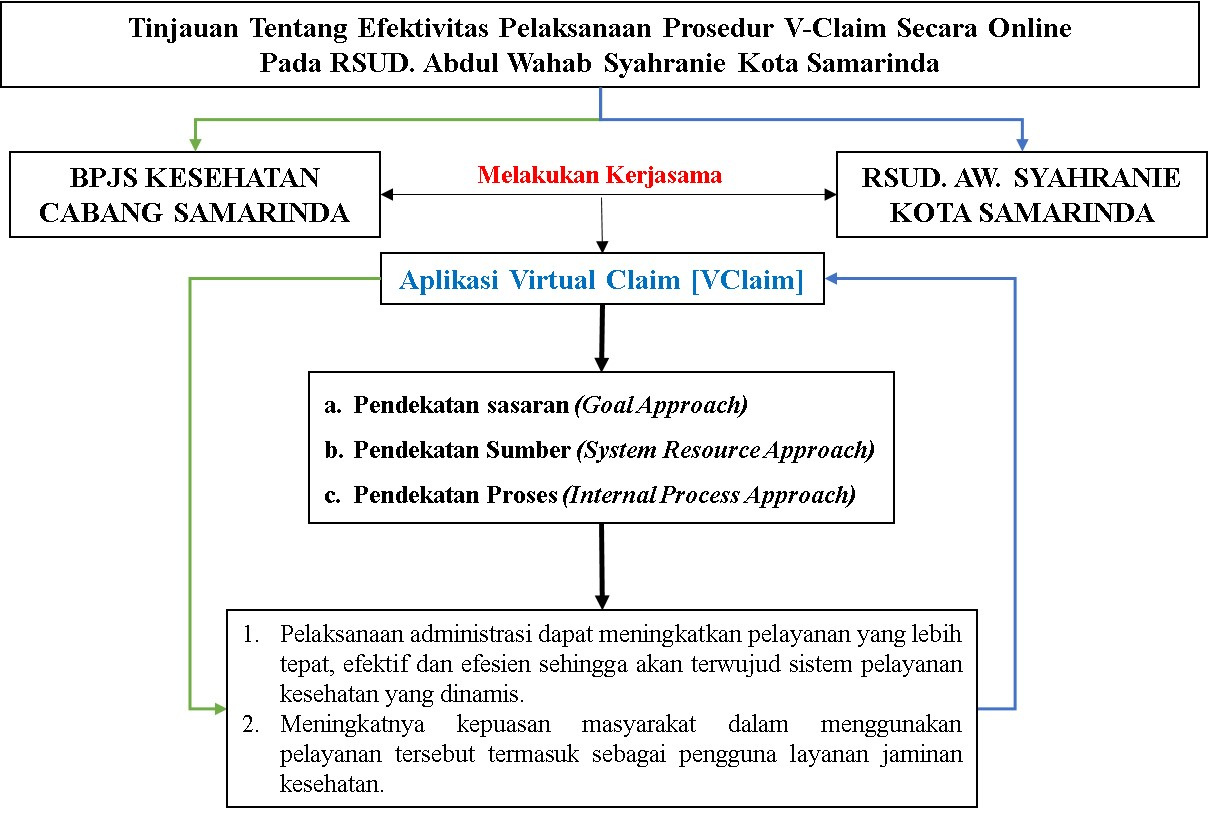 Tinjauan Tentang Efektivitas Pelaksanaan Prosedur V-Claim Secara Online
Pada RSUD. Abdul Wahab Syahranie Kota Samarinda
BPJS KESEHATAN
CABANG SAMARINDA
Melakukan Kerjasama
RSUD. AW. SYAHRANIE
KOTA SAMARINDA
Aplikasi Virtual Claim [VClaim]
a. Pendekatan sasaran (Goal Approach)
b. Pendekatan Sumber (System Resource Approach)
c. Pendekatan Proses (Internal Process Approach)
1. Pelaksanaan administrasi dapat meningkatkan pelayanan yang lebih
tepat, efektif dan efesien sehingga akan terwujud sistem pelayanan
kesehatan yang dinamis.
2. Meningkatnya kepuasan masyarakat dalam menggunakan
pelayanan tersebut termasuk sebagai pengguna layanan jaminan
kesehatan.